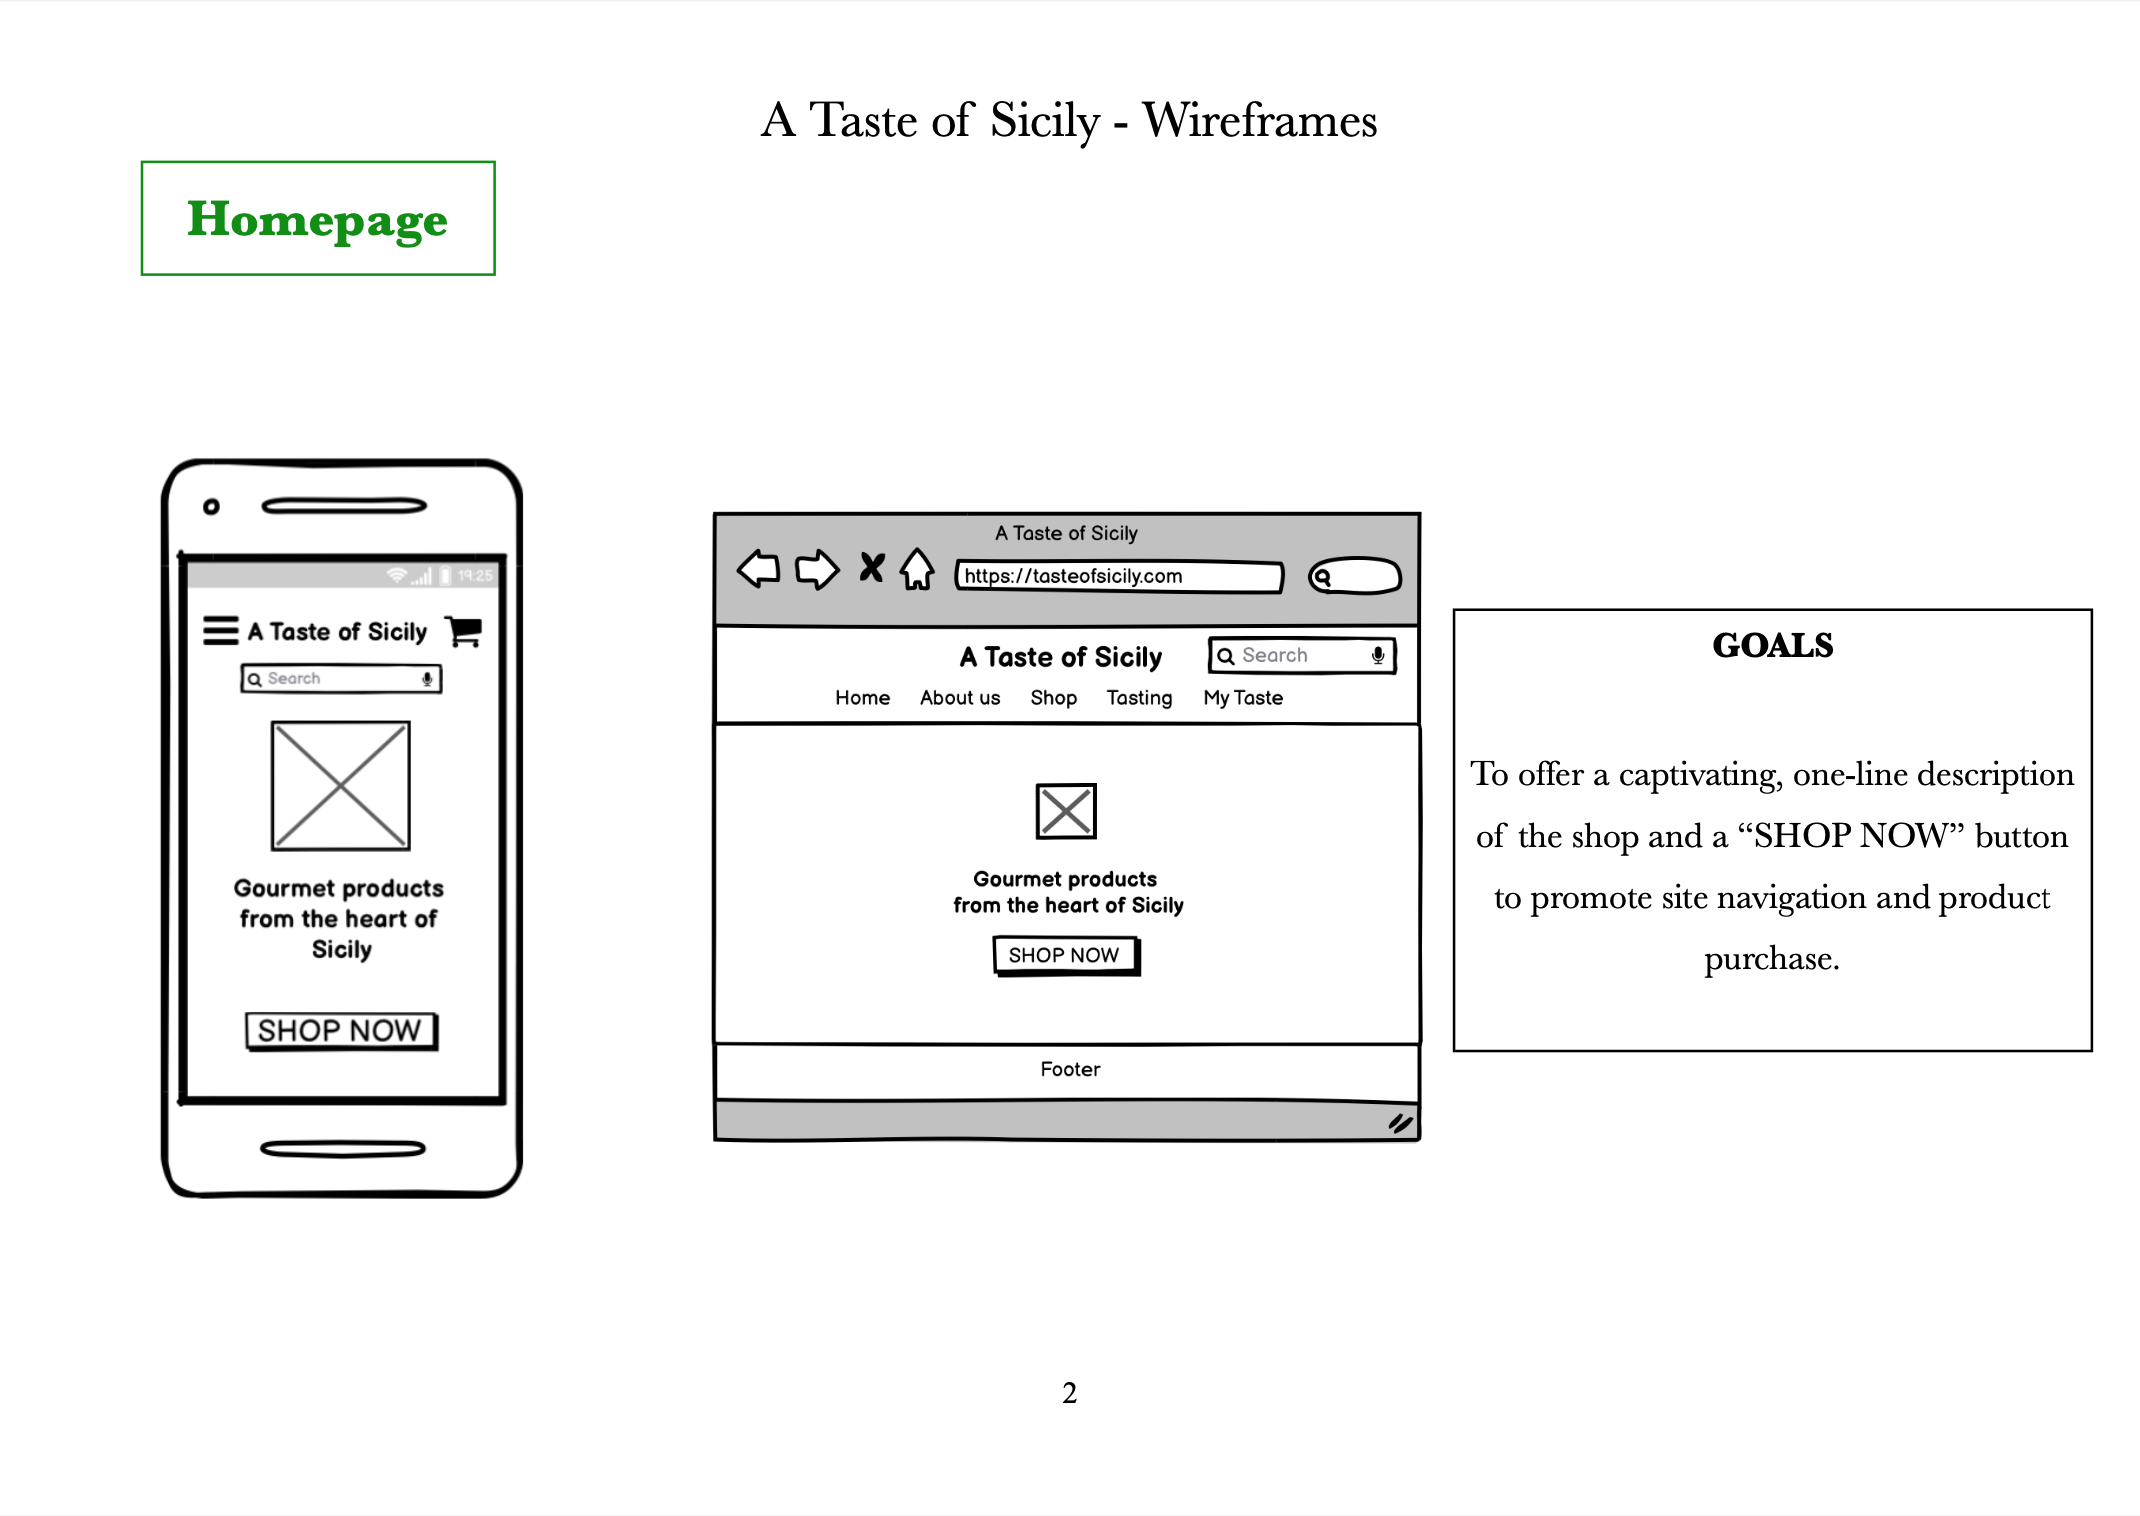 A Taste of Sicily - Wireframes
Homepage
19:25
A Taste of Sicily
Search
Gourmet products
from the heart of
Sicily
SHOP NOW
A Taste of Sicily
https://tasteofsicily.com
A Taste of Sicily
Search
Home About us Shop Tasting My Taste
Gourmet products
from the heart of Sicily
SHOP NOW
Footer
GOALS
To offer a captivating, one-line description
of the shop and a “SHOP NOW” button
to promote site navigation and product
purchase.
2